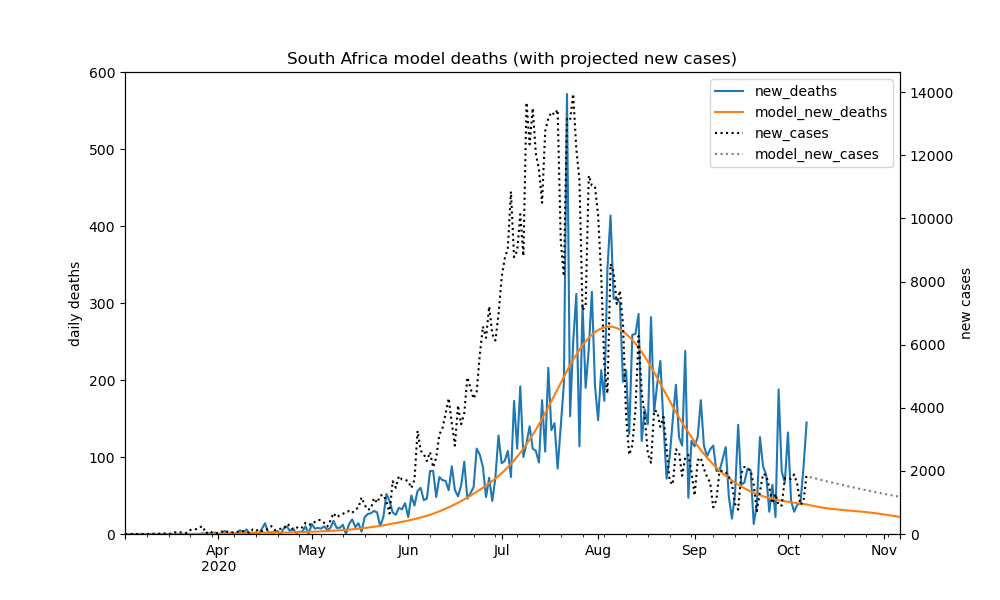 South Africa model deaths (with projected new cases)
600
500
400
300
200
100
0
daily deaths
14000
12000
10000
8000
6000
4000
2000
0
new cases
new_deaths
model_new_deaths
new_cases
model_new_cases
Apr May Jun Jul Aug Sep Oct Nov
2020